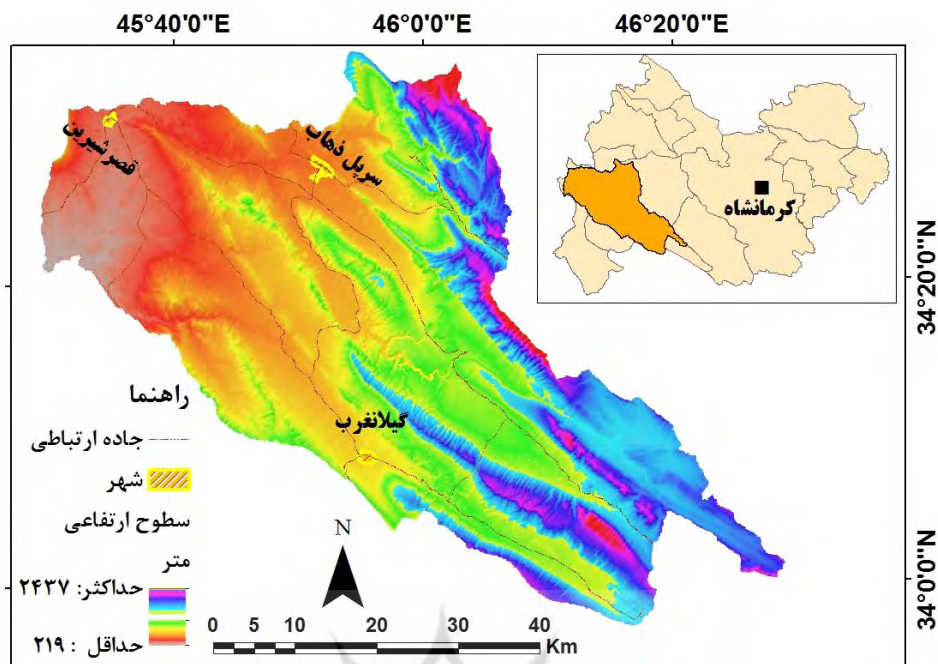 45°40'0"E
46°0'0"E
46°20'0"E
قصرشیرین
سرپل ذهاب
کرمانشاه
34°20'0"N
گیلانغرب
راهنما
جاده ارتباطی
شهر
سطوح ارتفاعی
متر
حداکثر: ۲۴۳۷
حداقل : ۲۱۹
N
0 5 10 20 30 40
Km
34°0'0"N